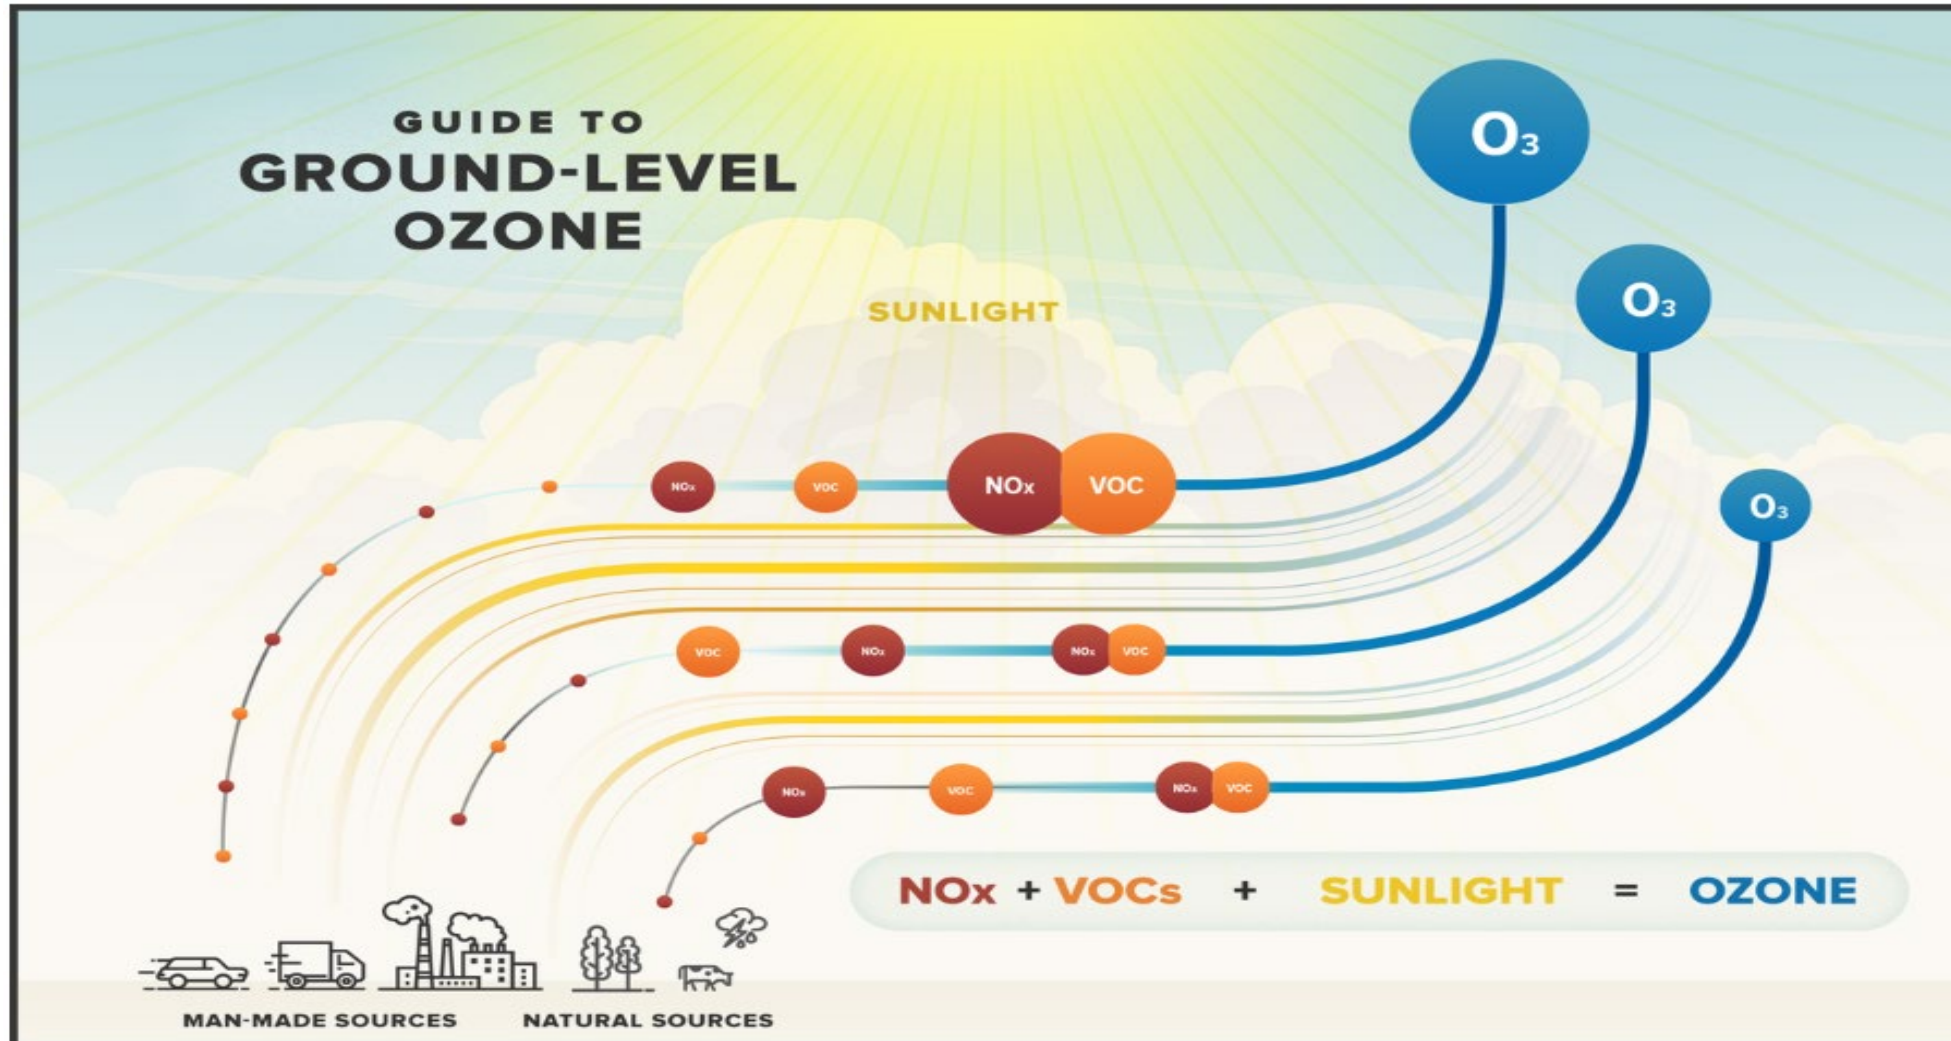 GUIDE TO
GROUND-LEVEL
OZONE
SUNLIGHT
O₃
O₃
O₃
NOx VOC NOx VOC
VOC NOx NOx VOC
NOx VOC NOx VOC
NOx + VOCs + SUNLIGHT = OZONE
MAN-MADE SOURCES NATURAL SOURCES